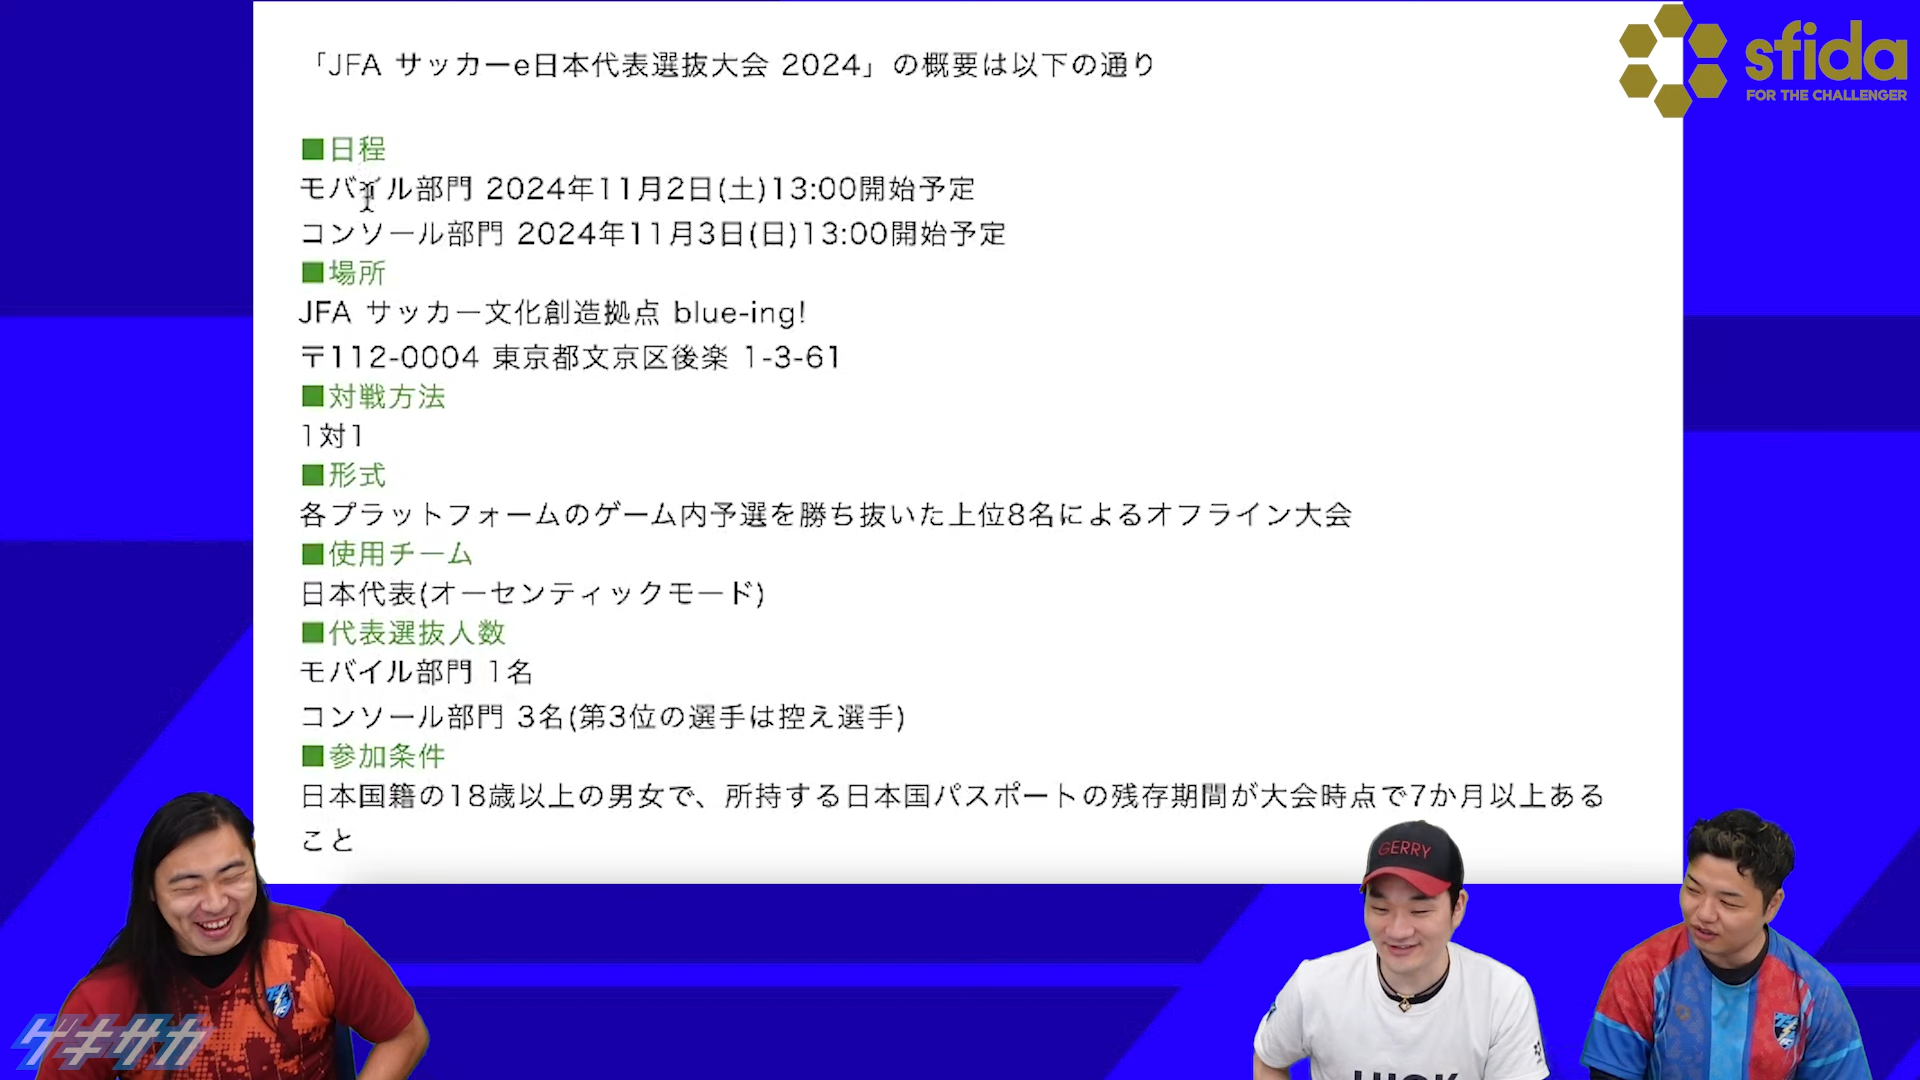 「JFA サッカーe日本代表選抜大会 2024」の概要は以下の通り
■日程
モバイル部門 2024年11月2日(土)13:00開始予定
コンソール部門 2024年11月3日(日)13:00開始予定
■場所
JFA サッカー文化創造拠点 blue-ing!
〒112-0004 東京都文京区後楽 1-3-61
■対戦方法
1対1
■形式
各プラットフォームのゲーム内予選を勝ち抜いた上位8名によるオフライン大会
■使用チーム
日本代表(オーセンティックモード)
■代表選抜人数
モバイル部門 1名
コンソール部門 3名(第3位の選手は控え選手)
■参加条件
日本国籍の18歳以上の男女で、所持する日本国パスポートの残存期間が大会時点で7か月以上ある
こと
sfida
FOR THE CHALLENGER
GERRY
ゲキサカ